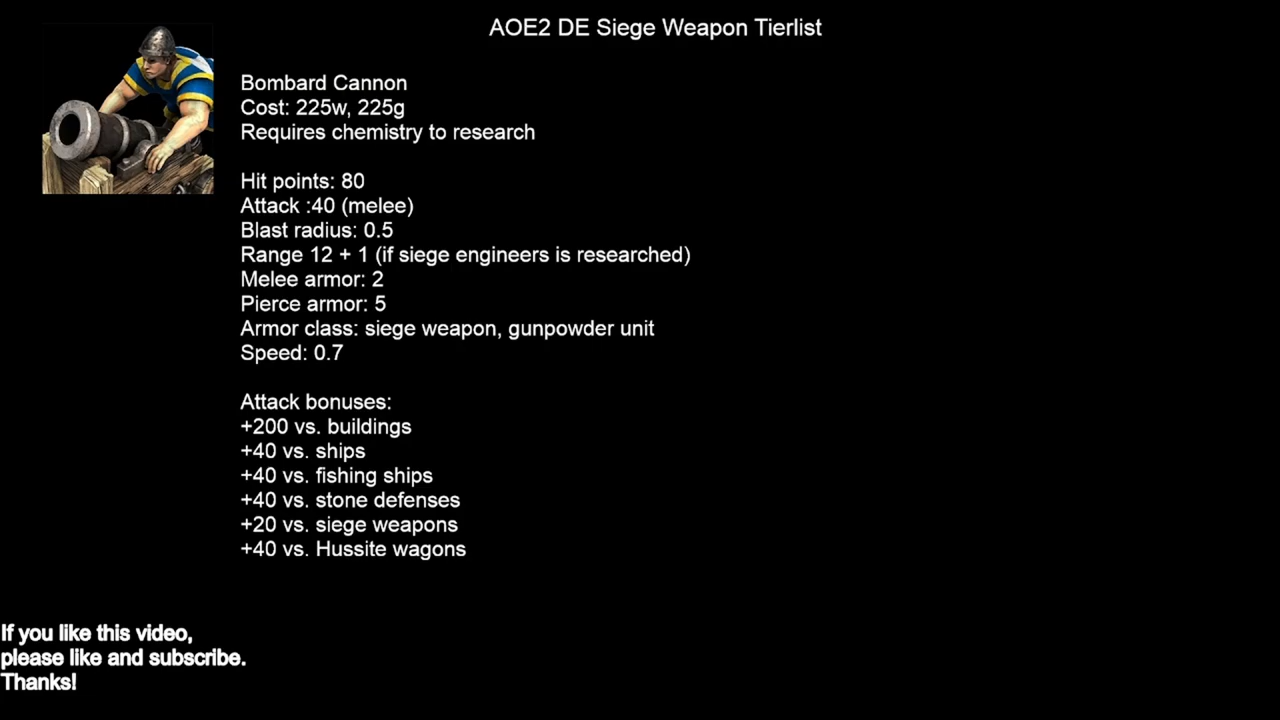 AOE2 DE Siege Weapon Tierlist
Bombard Cannon
Cost: 225w, 225g
Requires chemistry to research
Hit points: 80
Attack :40 (melee)
Blast radius: 0.5
Range 12 + 1 (if siege engineers is researched)
Melee armor: 2
Pierce armor: 5
Armor class: siege weapon, gunpowder unit
Speed: 0.7
Attack bonuses:
+200 vs. buildings
+40 vs. ships
+40 vs. fishing ships
+40 vs. stone defenses
+20 vs. siege weapons
+40 vs. Hussite wagons
If you like this video,
please like and subscribe.
Thanks!